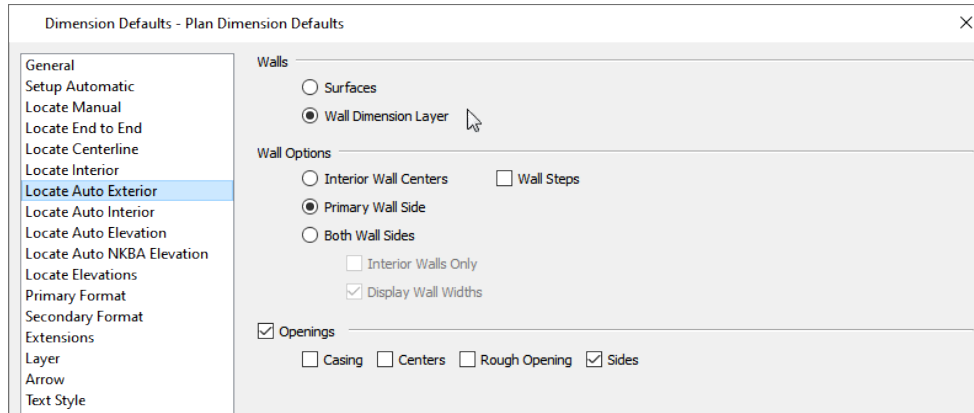 Dimension Defaults - Plan Dimension Defaults
General
Setup Automatic
Locate Manual
Locate End to End
Locate Centerline
Locate Interior
Locate Auto Exterior
Locate Auto Interior
Locate Auto Elevation
Locate Auto NKBA Elevation
Locate Elevations
Primary Format
Secondary Format
Extensions
Layer
Arrow
Text Style
Walls
Surfaces
Wall Dimension Layer
Wall Options
Interior Wall Centers Wall Steps
Primary Wall Side
Both Wall Sides
Interior Walls Only
Display Wall Widths
Openings
Casing Centers Rough Opening Sides